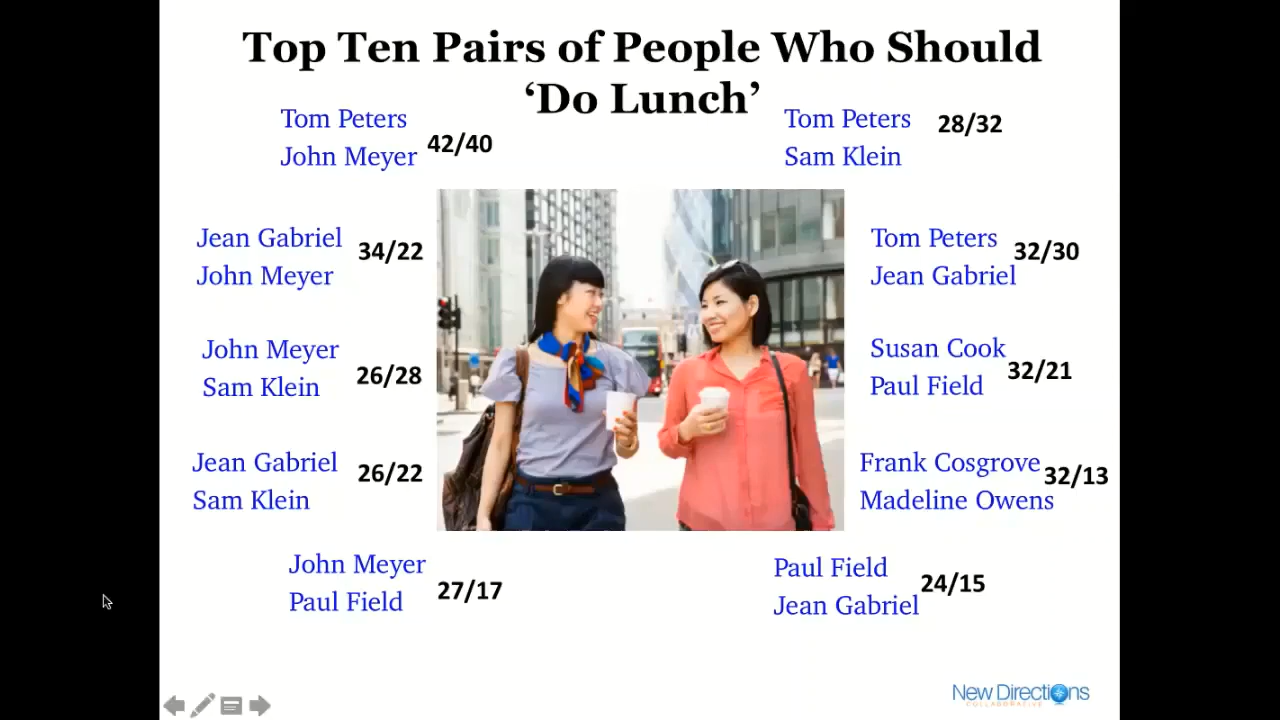 Top Ten Pairs of People Who Should
‘Do Lunch’
Tom Peters
John Meyer
42/40
Tom Peters
Sam Klein
28/32
Jean Gabriel
John Meyer
34/22
Tom Peters
Jean Gabriel
32/30
John Meyer
Sam Klein
26/28
Susan Cook
Paul Field
32/21
Jean Gabriel
Sam Klein
26/22
Frank Cosgrove
Madeline Owens
32/13
John Meyer
Paul Field
27/17
Paul Field
Jean Gabriel
24/15
New Directions
COLLABORATIVE